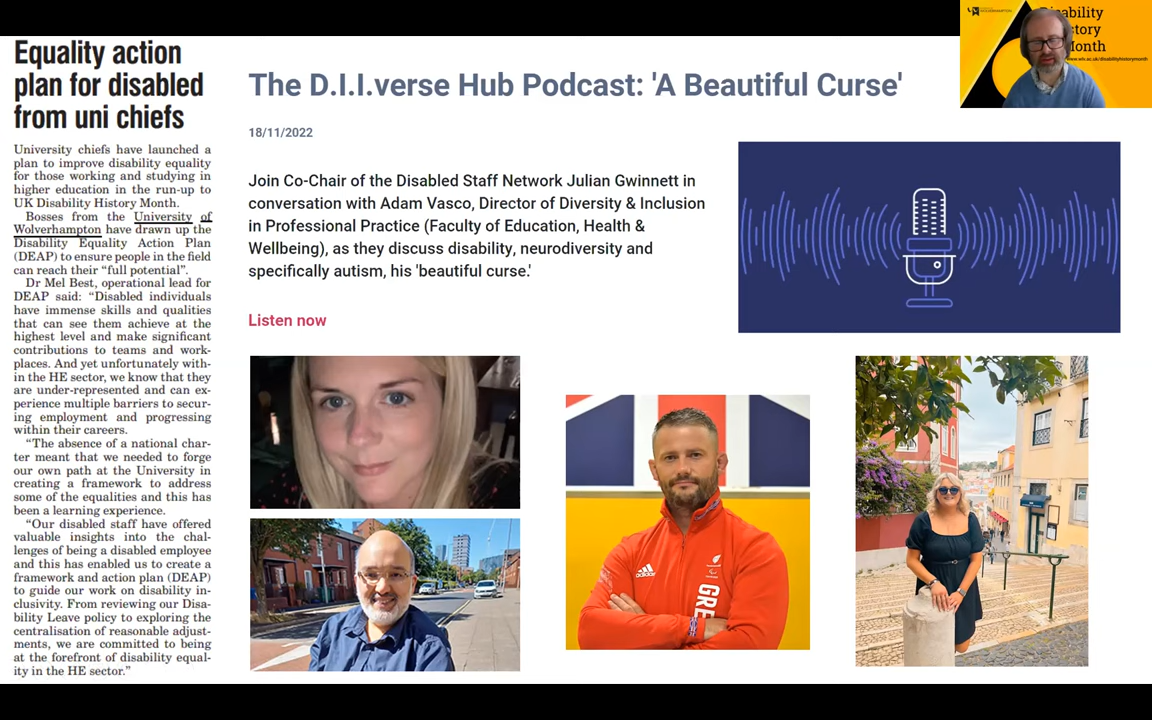 Equality action
plan for disabled
from uni chiefs
University chiefs have launched a
plan to improve disability equality
for those working and studying in
higher education in the run-up to
UK Disability History Month.
Bosses from the University of
Wolverhampton have drawn up the
Disability Equality Action Plan
(DEAP) to ensure people in the field
can reach their “full potential”.
Dr Mel Best, operational lead for
DEAP said: “Disabled individuals
have immense skills and qualities
that can see them achieve at the
highest level and make significant
contributions to teams and work-
places. And yet unfortunately with-
in the HE sector, we know that they
are under-represented and can ex-
perience multiple barriers to secur-
ing employment and progressing
within their careers.
“The absence of a national char-
ter meant that we needed to forge
our own path at the University in
creating a framework to address
some of the equalities and this has
been a learning experience.
“Our disabled staff have offered
valuable insights into the chal-
lenges of being a disabled employee
and this has enabled us to create a
framework and action plan (DEAP)
to guide our work on disability in-
clusivity. From reviewing our Disa-
bility Leave policy to exploring the
centralisation of reasonable adjust-
ments, we are committed to being
at the forefront of disability equal-
ity in the HE sector.”
The D.I.I.verse Hub Podcast: 'A Beautiful Curse'
18/11/2022
Join Co-Chair of the Disabled Staff Network Julian Gwinnett in
conversation with Adam Vasco, Director of Diversity & Inclusion
in Professional Practice (Faculty of Education, Health &
Wellbeing), as they discuss disability, neurodiversity and
specifically autism, his 'beautiful curse.'
Listen now
adidas
GRE
WOLVERHAMPTON
Disability
story
Month
www.wlv.ac.uk/disabilityhistorymonth